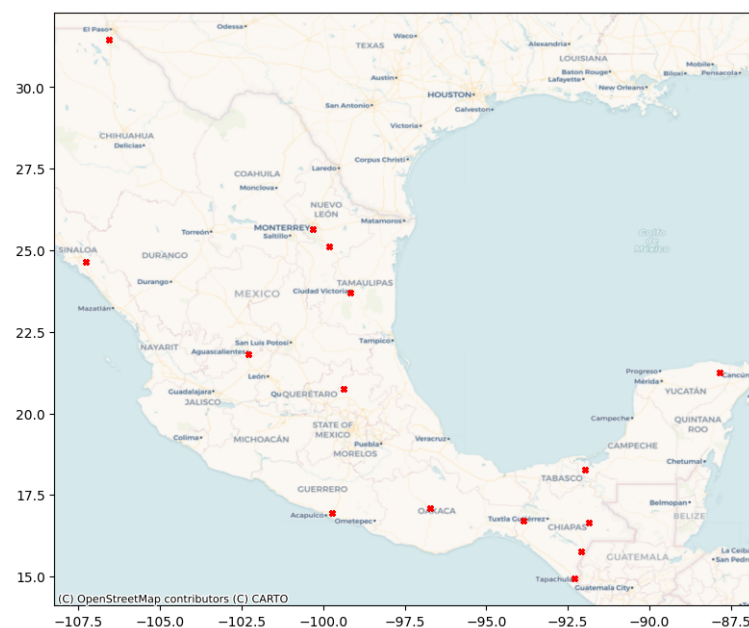 El Paso
Odessa
Waco
TEXAS
Alexandria
LOUISIANA
Baton Rouge
Mobile
Lafayette
Biloxi
Pensacola
Austin
New Orleans
30.0
HOUSTON
San Antonio
Galveston
Victoria
CHIHUAHUA
Delicias
27.5
Corpus Christi
COAHUILA
Laredo
Monclova
NUEVO
LEÓN
Matamoros
MONTERREY
Torreón
Saltillo
Golfo
de
México
25.0
SINALOA
DURANGO
TAMAULIPAS
Durango
MEXICO
Ciudad Victoria
Mazatlán
22.5
NAYARIT
San Luis Potosí
Tampico
Aguascalientes
León
Progreso
Cancún
Mérida
Guadalajara
JALISCO
Qu
QUERÉTARO
YUCATÁN
20.0
STATE OF
MEXICO
Campeche
QUINTANA
ROO
Colima
MICHOACÁN
Puebla
Veracruz
CAMPECHE
MORELOS
Chetumal
TABASCO
17.5
GUERRERO
Belmopan
BELIZE
Acapulco
Ometepec
OAXACA
Tuxtla Gutiérrez
CHIAPAS
GUATEMALA
La Ceiba
San Pedro
15.0
Tapachula
Guatemala City
(C) OpenStreetMap contributors (C) CARTO
−107.5 −105.0 −102.5 −100.0 −97.5 −95.0 −92.5 −90.0 −87.5